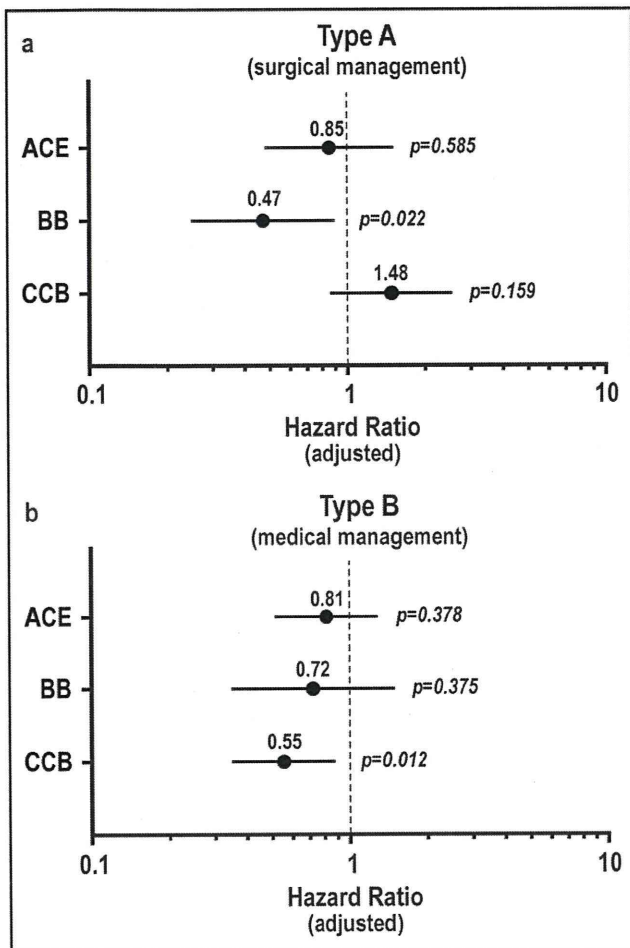 a
Type A
(surgical management)
ACE
0.85
p=0.585
BB
0.47
p=0.022
CCB
1.48
p=0.159
0.1
1
10
Hazard Ratio
(adjusted)
b
Type B
(medical management)
ACE
0.81
p=0.378
BB
0.72
p=0.375
CCB
0.55
p=0.012
0.1
1
10
Hazard Ratio
(adjusted)